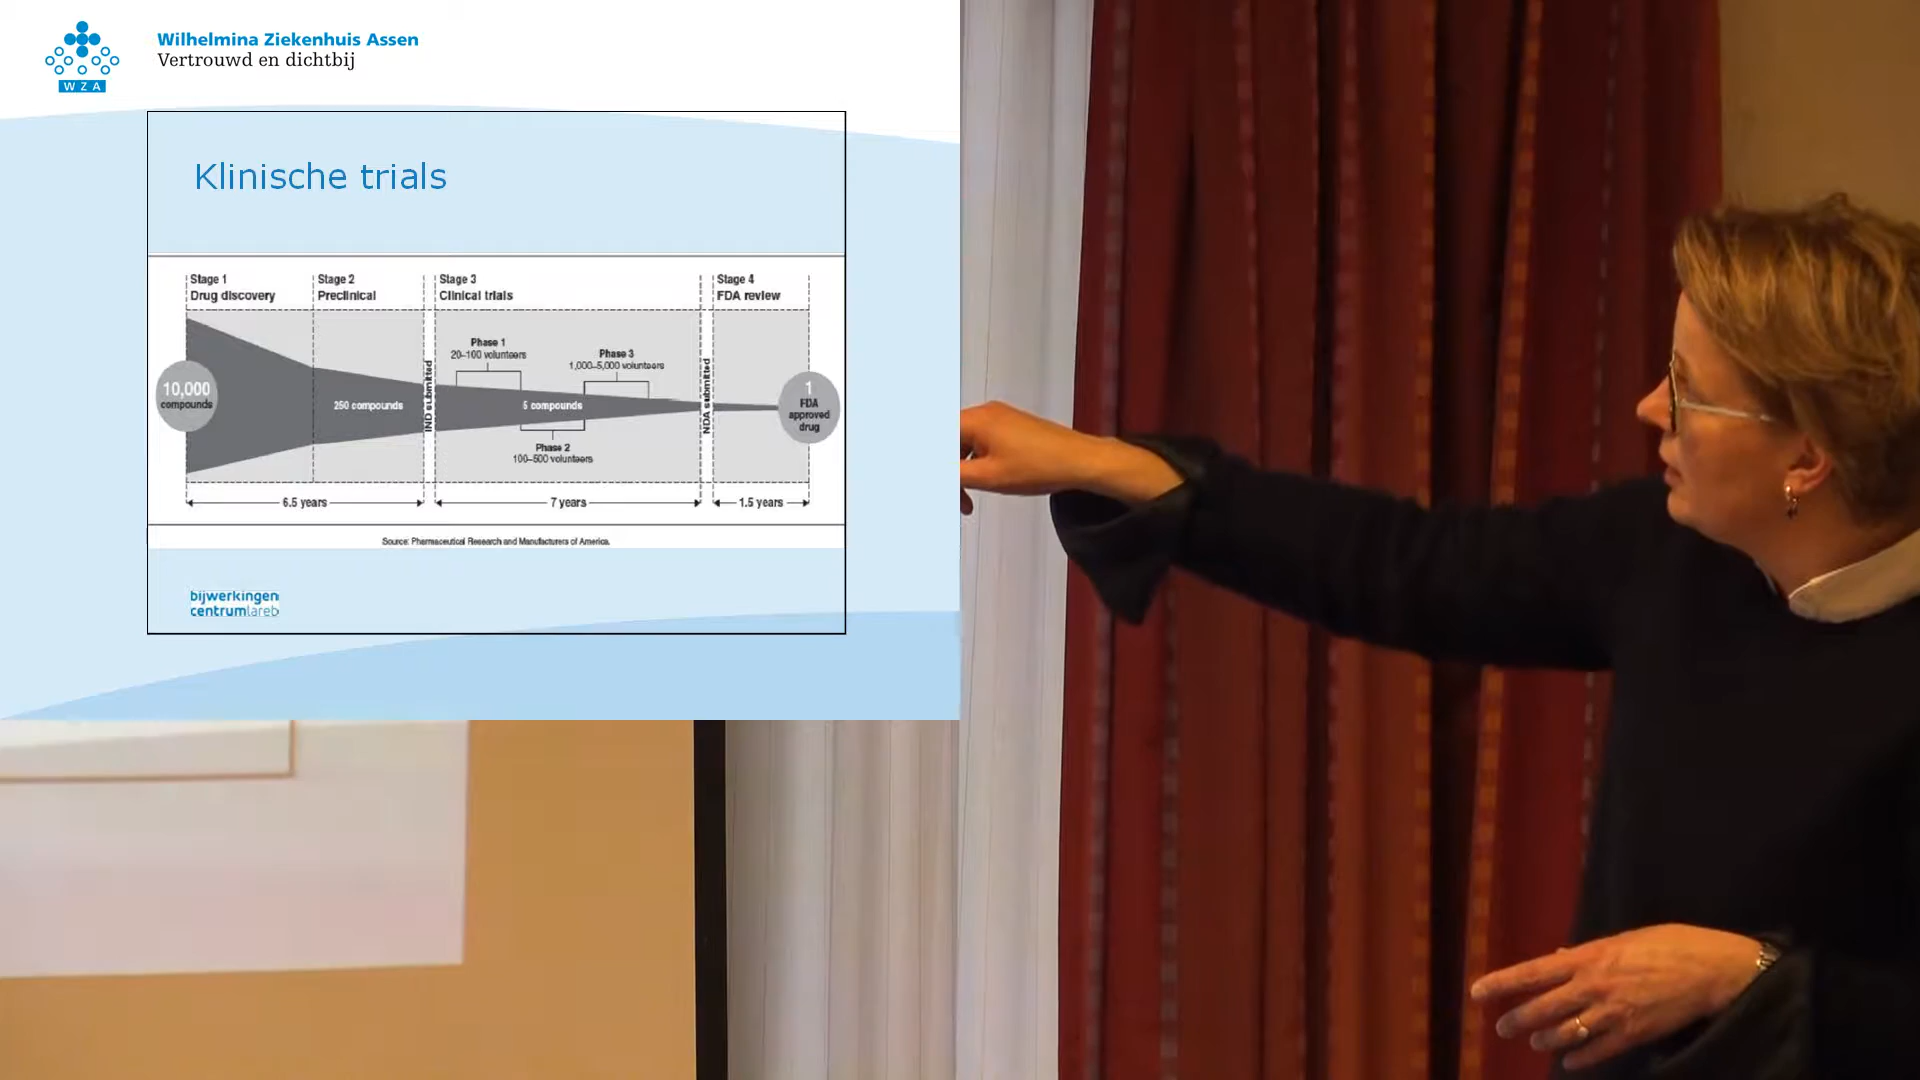 Wilhelmina Ziekenhuis Assen
Vertrouwd en dichtbij
WZA
Klinische trials
Stage 1
Drug discovery
Stage 2
Preclinical
Stage 3
Clinical trials
Stage 4
FDA review
Phase 1
20–100 volunteers
Phase 3
1,000–5,000 volunteers
10,000
compounds
250 compounds
IND submitted
5 compounds
NDA submitted
1
FDA
approved
drug
Phase 2
100–500 volunteers
6.5 years
7 years
1.5 years
Source: Pharmaceutical Research and Manufacturers of America.
bijwerkingen
centrumlareb